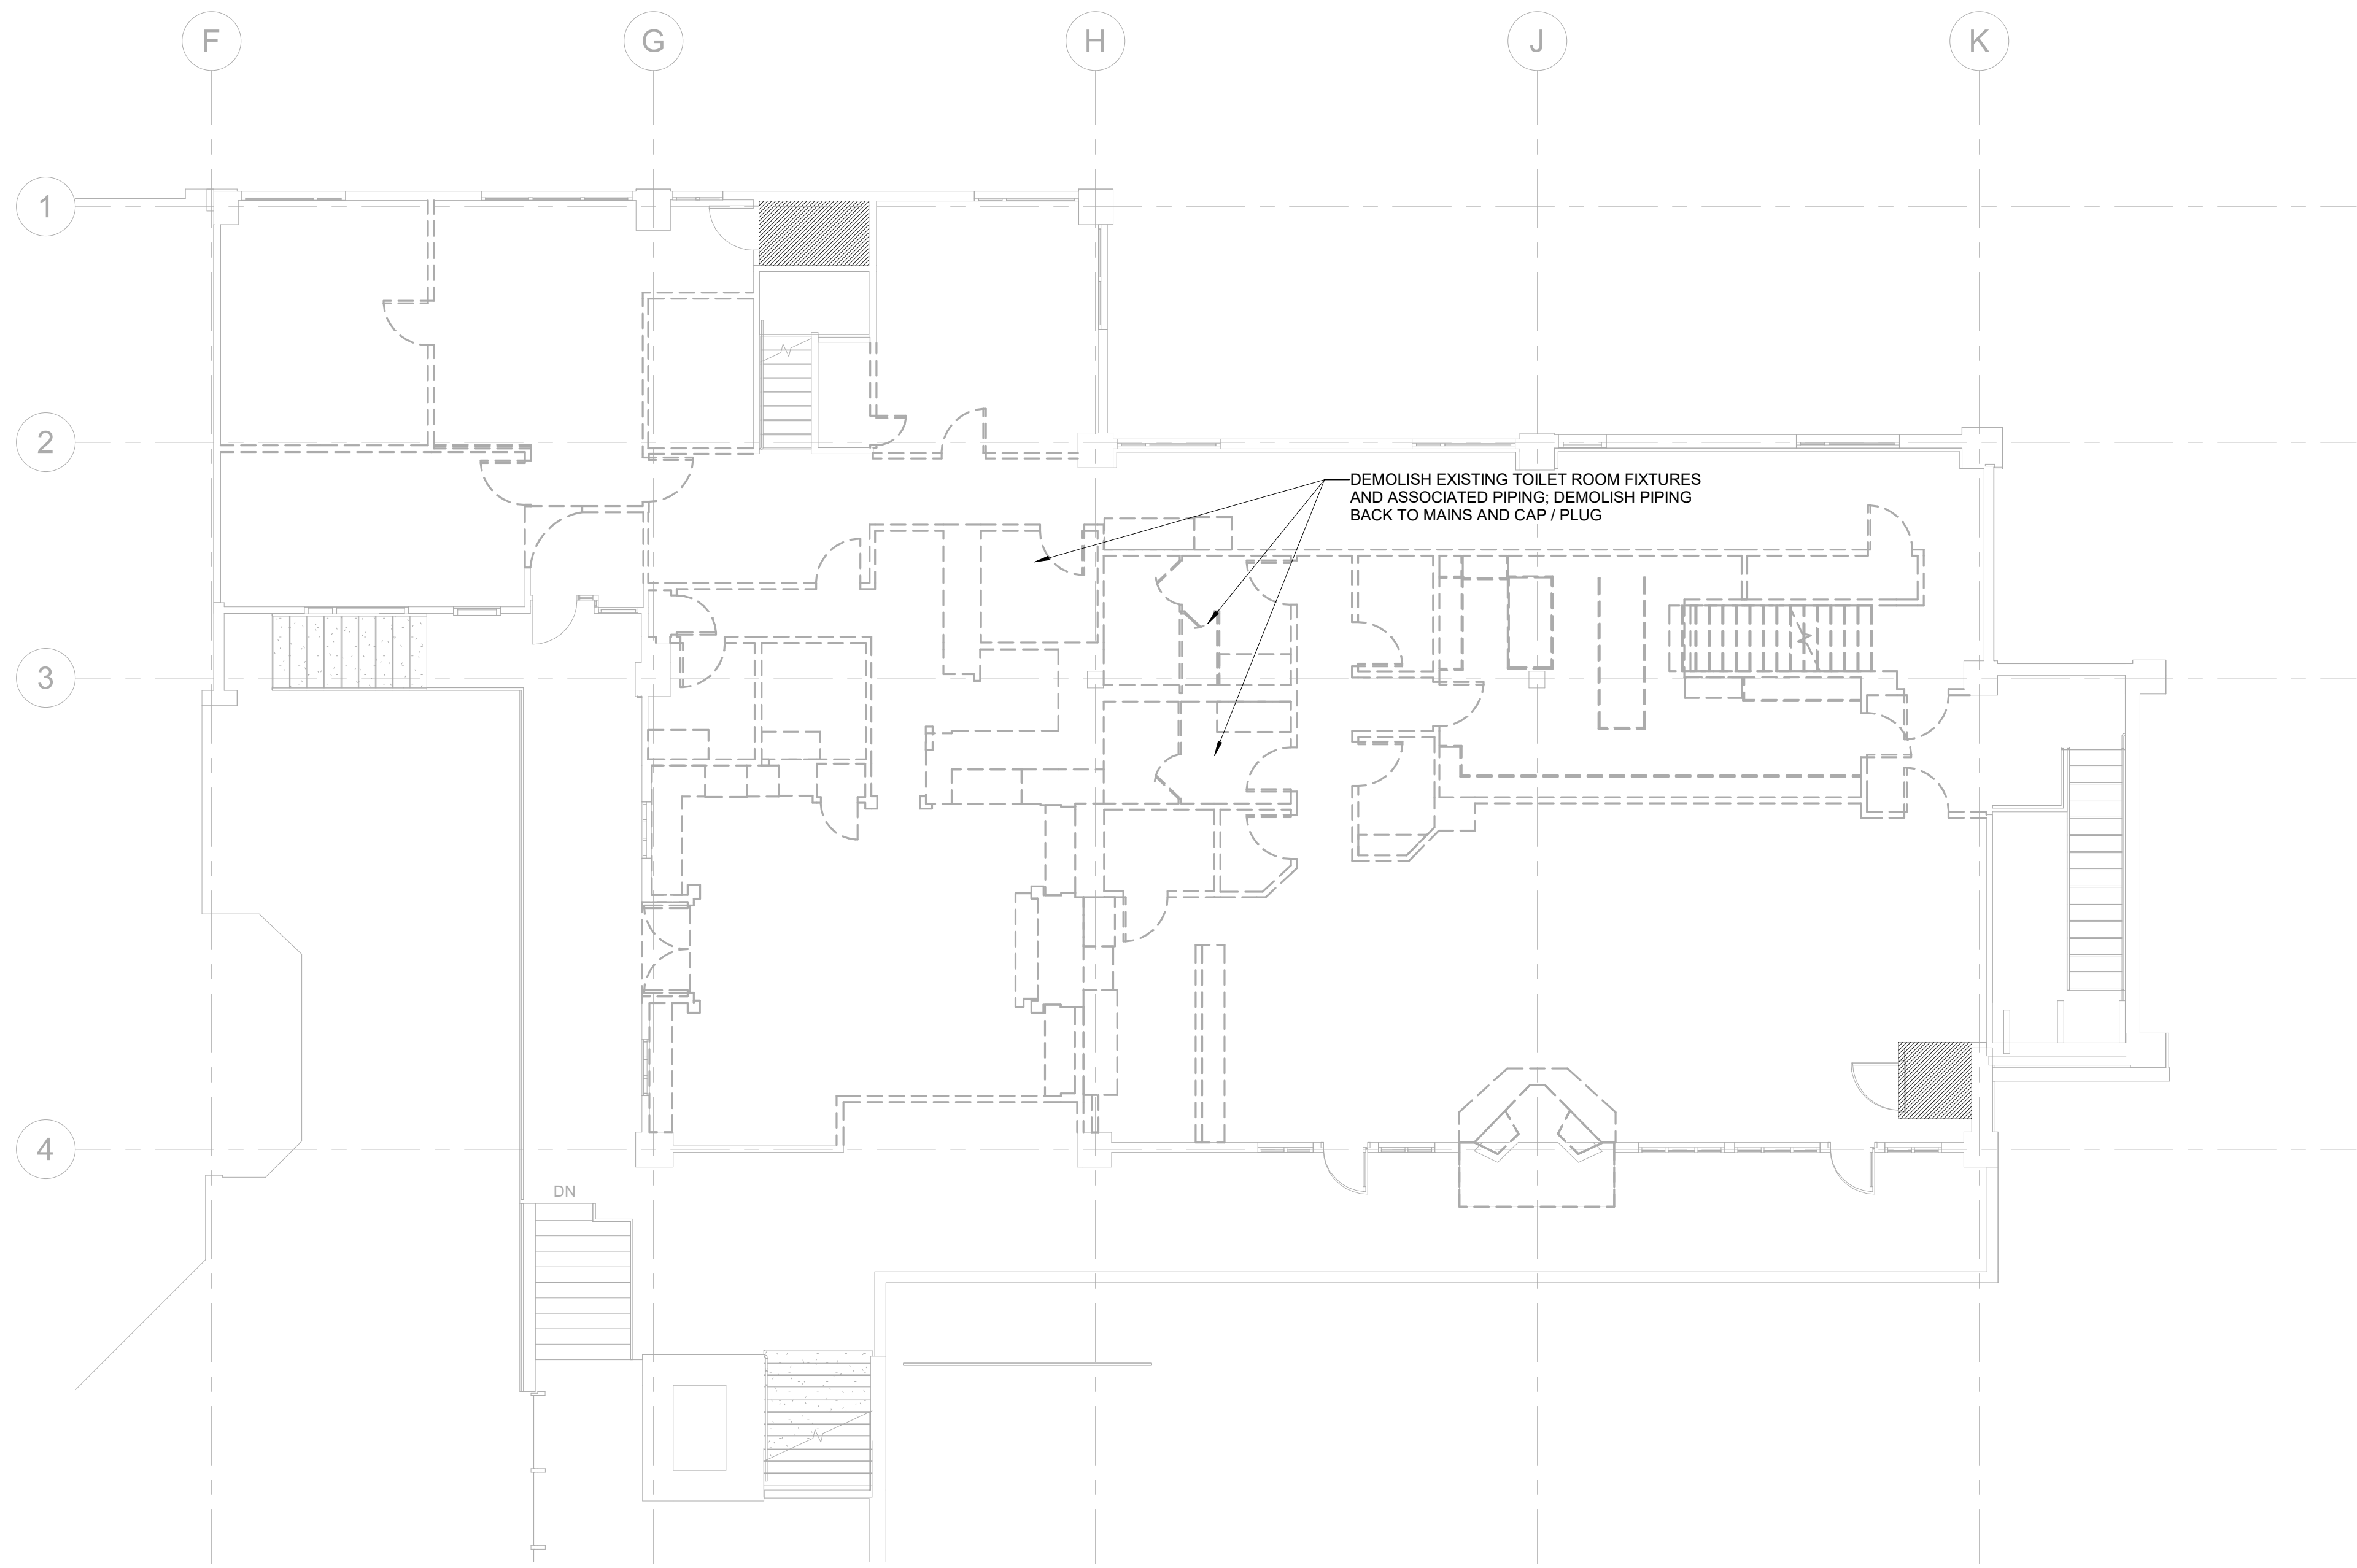 F
G
H
J
K
1
2
DEMOLISH EXISTING TOILET ROOM FIXTURES
AND ASSOCIATED PIPING; DEMOLISH PIPING
BACK TO MAINS AND CAP / PLUG
3
4
DN